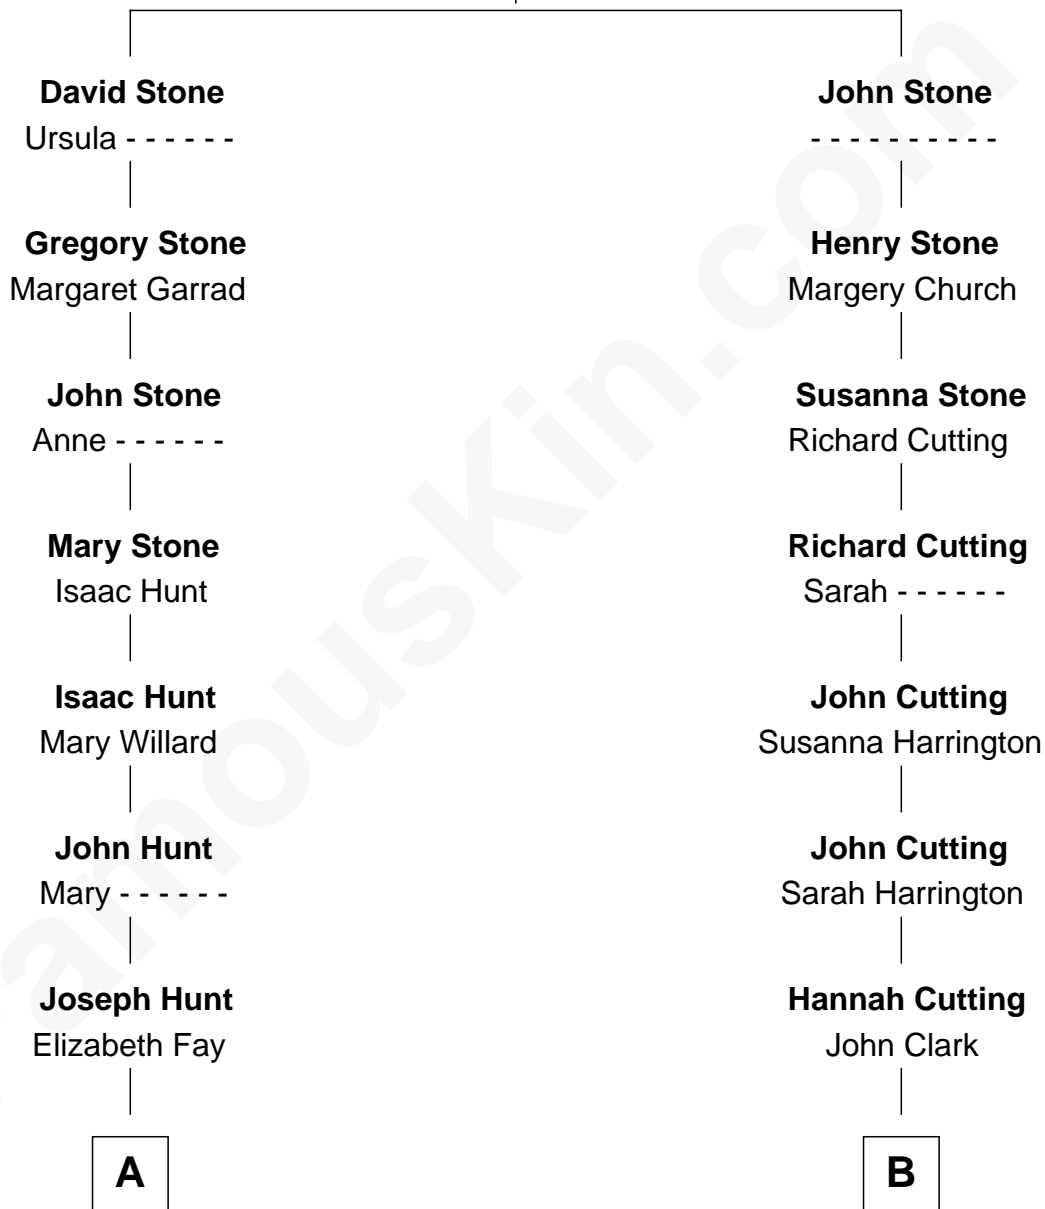 David Stone
Ursula - - - - - -
Gregory Stone
Margaret Garrad
John Stone
Anne - - - - - -
Mary Stone
Isaac Hunt
Isaac Hunt
Mary Willard
John Hunt
Mary - - - - - -
Joseph Hunt
Elizabeth Fay
A
John Stone
- - - - - - - - - -
Henry Stone
Margery Church
Susanna Stone
Richard Cutting
Richard Cutting
Sarah - - - - - -
John Cutting
Susanna Harrington
John Cutting
Sarah Harrington
Hannah Cutting
John Clark
B
amouskin.com